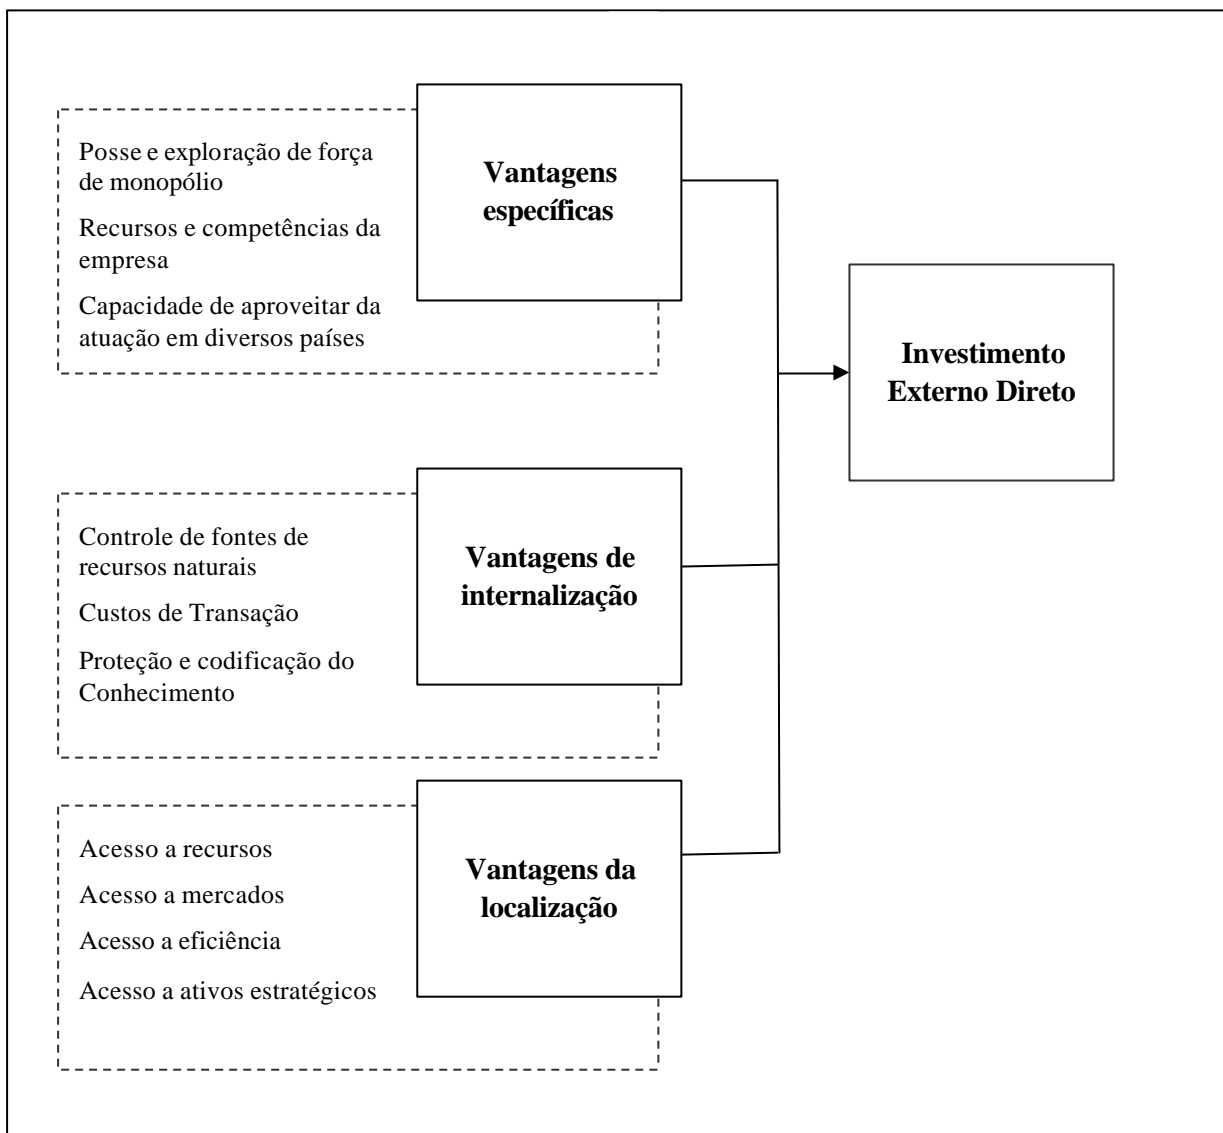 Posse e exploração de força
de monopólio
Recursos e competências da
empresa
Capacidade de aproveitar da
atuação em diversos países
Vantagens
específicas
Investimento
Externo Direto
Controle de fontes de
recursos naturais
Custos de Transação
Proteção e codificação do
Conhecimento
Vantagens de
internalização
Acesso a recursos
Acesso a mercados
Acesso a eficiência
Acesso a ativos estratégicos
Vantagens da
localização